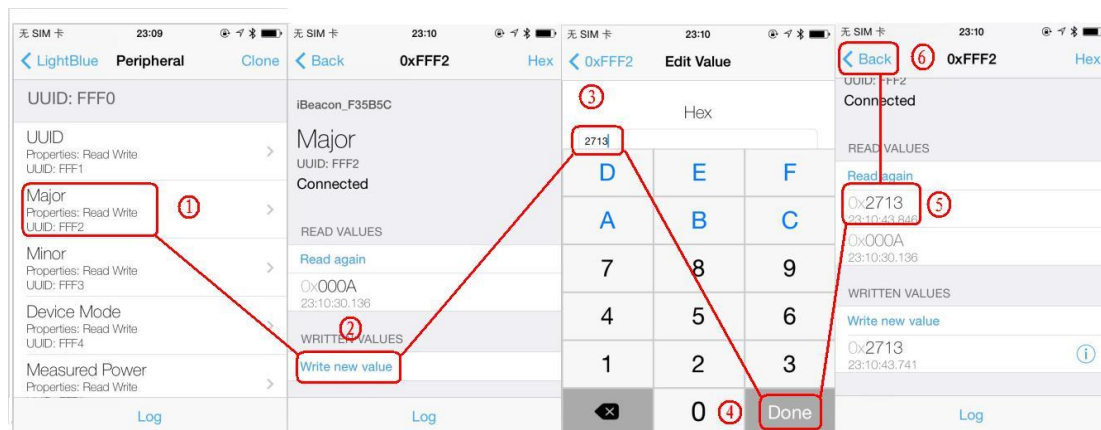 无 SIM 卡
23:09
LightBlue
Peripheral
Clone
UUID: FFF0
UUID
Properties: Read Write
UUID: FFF1
Major
Properties: Read Write
UUID: FFF2
①
Minor
Properties: Read Write
UUID: FFF3
Device Mode
Properties: Read Write
UUID: FFF4
Measured Power
Properties: Read Write
Log
无 SIM 卡
23:10
Back
0xFFF2
Hex
iBeacon_F35B5C
Major
UUID: FFF2
Connected
READ VALUES
Read again
0x000A
23:10:30.136
②
WRITTEN VALUES
Write new value
Log
无 SIM 卡
23:10
0xFFF2
Edit Value
③
Hex
2713
D E F
A B C
7 8 9
4 5 6
1 2 3
0 ④ Done
无 SIM 卡
23:10
Back
⑥
0xFFF2
Hex
UUID: FFF2
Connected
READ VALUES
Read again
0x2713
23:10:43.846
⑤
0x000A
23:10:30.136
WRITTEN VALUES
Write new value
0x2713
23:10:43.741
Log